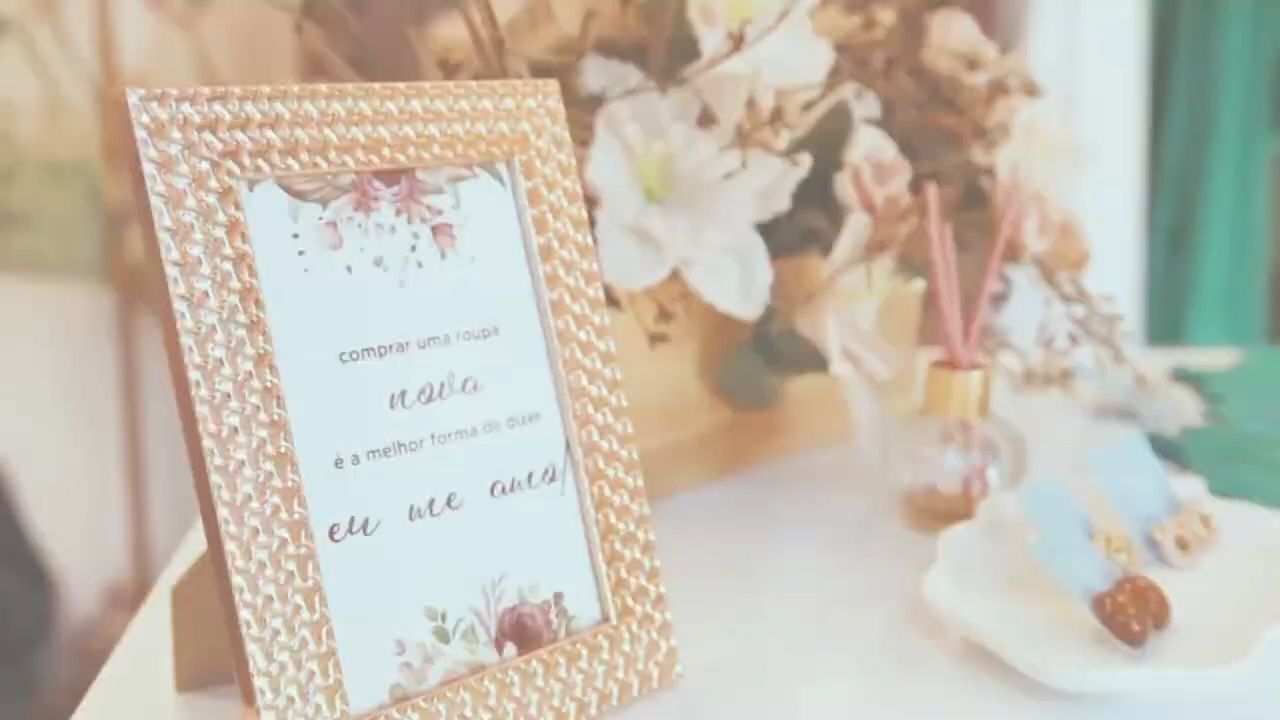 comprar uma roupa
nova
é a melhor forma de dizer
eu me amo!